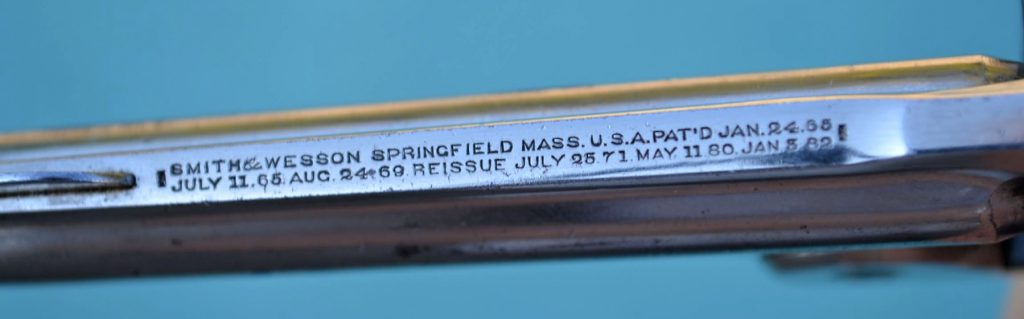 SMITH & WESSON SPRINGFIELD MASS. U.S.A. PAT'D JAN. 24. 65
JULY 11. 65. AUG. 24. 69. REISSUE JULY 25. 71. MAY 11 80. JAN 3. 82